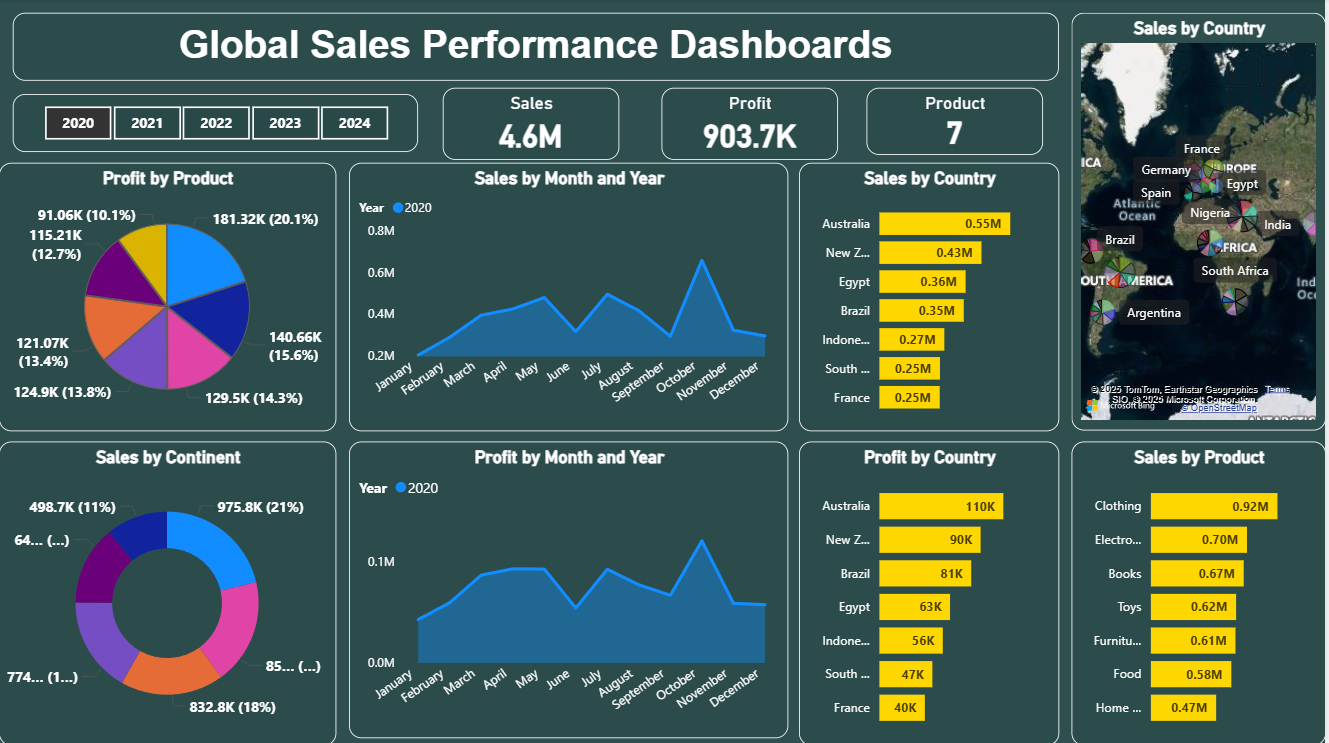 Global Sales Performance Dashboards
2020
2021
2022
2023
2024
Sales
4.6M
Profit
903.7K
Product
7
Sales by Country
France
Germany
UROPE
Egypt
Spain
ICA
Atlantic
Ocean
Nigeria
India
Brazil
FRICA
South Africa
OUT
MERICA
Ind
Oce
Argentina
© 2025 TomTom, Earthstar Geographics
Terms
SIO, © 2025 Microsoft Corporation
Microsoft Bing
© OpenStreetMap
ANTARCTIC
Profit by Product
91.06K (10.1%)
181.32K (20.1%)
115.21K
(12.7%)
140.66K
(15.6%)
121.07K
(13.4%)
124.9K (13.8%)
129.5K (14.3%)
Sales by Month and Year
Year
2020
0.8M
0.6M
0.4M
0.2M
January
February
March
April
May
June
July
August
September
October
November
December
Sales by Country
Australia
0.55M
New Z...
0.43M
Egypt
0.36M
Brazil
0.35M
Indone...
0.27M
South ...
0.25M
France
0.25M
Sales by Continent
498.7K (11%)
975.8K (21%)
64... (...)
85... (...)
774... (1...)
832.8K (18%)
Profit by Month and Year
Year
2020
0.1M
0.0M
January
February
March
April
May
June
July
August
September
October
November
December
Profit by Country
Australia
110K
New Z...
90K
Brazil
81K
Egypt
63K
Indone...
56K
South ...
47K
France
40K
Sales by Product
Clothing
0.92M
Electro...
0.70M
Books
0.67M
Toys
0.62M
Furnitu...
0.61M
Food
0.58M
Home ...
0.47M